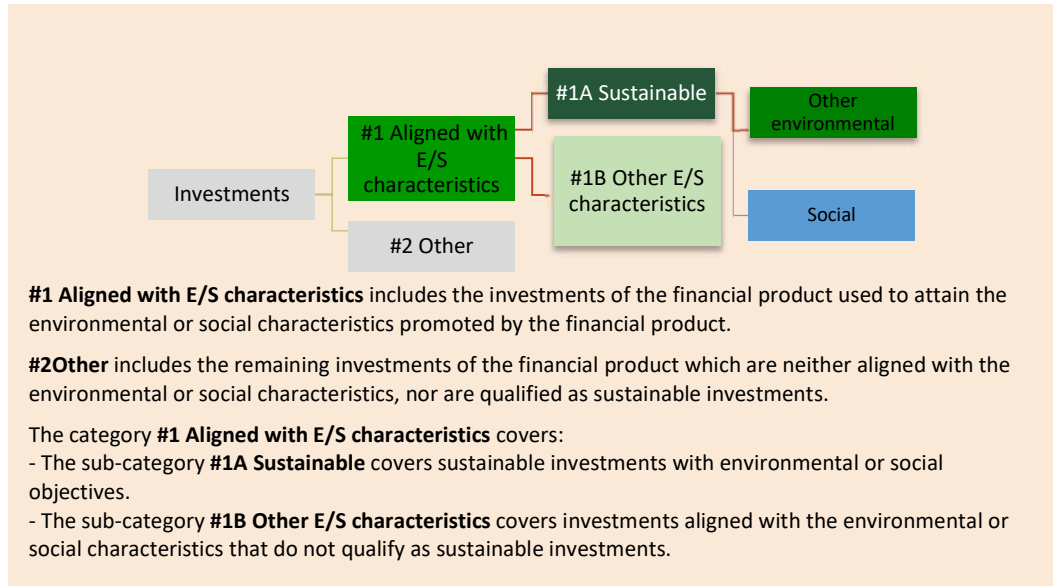 #1A Sustainable
Other
environmental
#1 Aligned with
E/S
characteristics
#1B Other E/S
characteristics
Investments
Social
#2 Other
#1 Aligned with E/S characteristics includes the investments of the financial product used to attain the
environmental or social characteristics promoted by the financial product.
#2Other includes the remaining investments of the financial product which are neither aligned with the
environmental or social characteristics, nor are qualified as sustainable investments.
The category #1 Aligned with E/S characteristics covers:
- The sub-category #1A Sustainable covers sustainable investments with environmental or social
objectives.
- The sub-category #1B Other E/S characteristics covers investments aligned with the environmental or
social characteristics that do not qualify as sustainable investments.